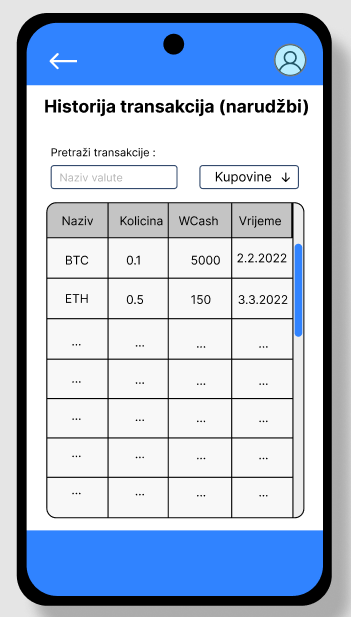 Historija transakcija (narudžbi)
Pretraži transakcije :
Naziv valute
Kupovine ↓
Naziv Kolicina WCash Vrijeme
BTC 0.1 5000 2.2.2022
ETH 0.5 150 3.3.2022
... ... ... ...
... ... ... ...
... ... ... ...
... ... ... ...
... ... ... ...